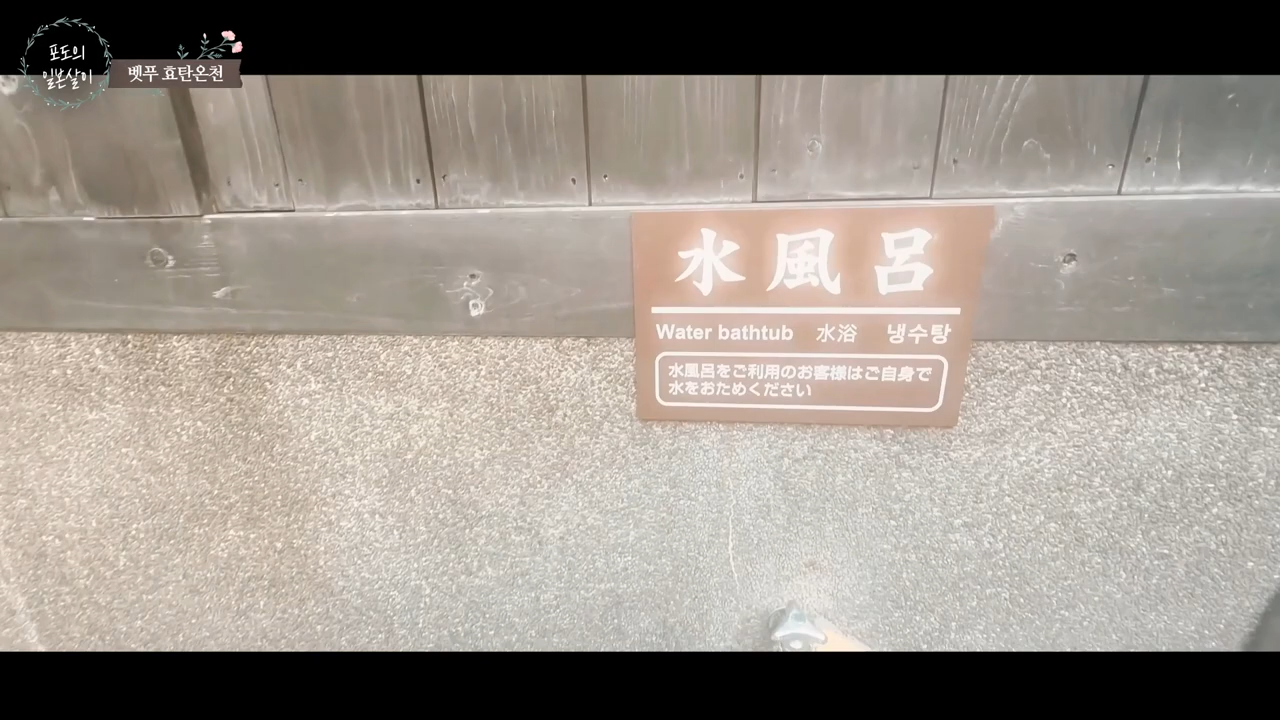 포도의
일본살이
벳푸 효탄온천
水風呂
Water bathtub 水浴 냉수탕
水風呂をご利用のお客様はご自身で
水をおためください